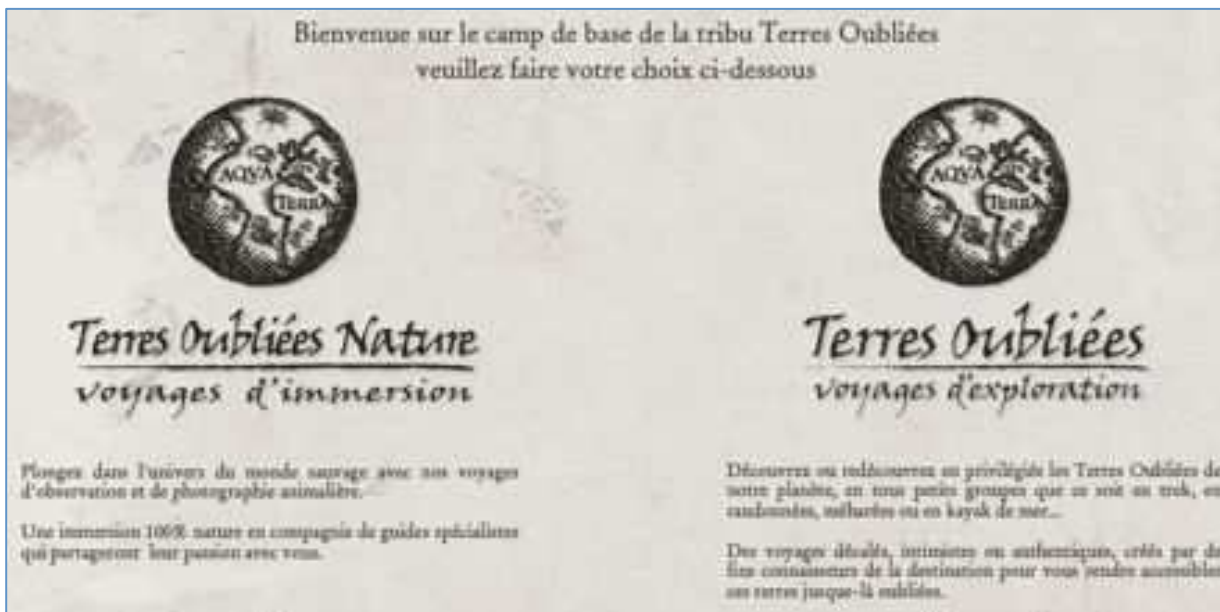 Bienvenue sur le camp de base de la tribu Terres Oubliées
veuillez faire votre choix ci-dessous
AQVA
TERRA
Terres Oubliées Nature
voyages d'immersion
Plongez dans l'univers du monde sauvage avec nos voyages
d'observation et de photographie animalière.
Une immersion 100% nature en compagnie de guides spécialistes
qui partageront leur passion avec vous.
AQVA
TERRA
Terres Oubliées
voyages d'exploration
Découvrez ou redécouvrez en privilégiés les Terres Oubliées de
notre planète, en tous petits groupes que ce soit en trek, en
randonnées, méharées ou en kayak de mer...
Des voyages décalés, intimistes ou authentiques, créés par de
fins connaisseurs de la destination pour vous rendre accessibles
ces terres jusque-là oubliées.